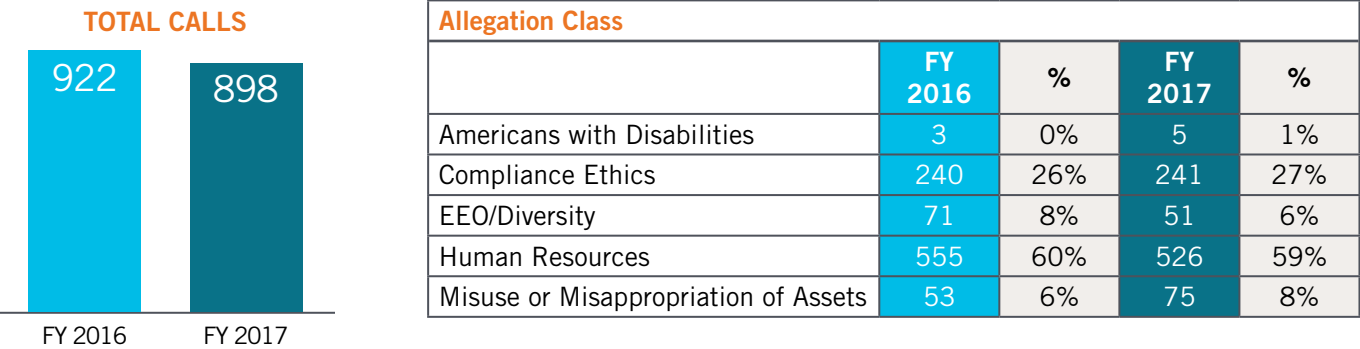 TOTAL CALLS
922
898
FY 2016 FY 2017
Allegation Class
FY 2016 % FY 2017 %
Americans with Disabilities 3 0% 5 1%
Compliance Ethics 240 26% 241 27%
EEO/Diversity 71 8% 51 6%
Human Resources 555 60% 526 59%
Misuse or Misappropriation of Assets 53 6% 75 8%